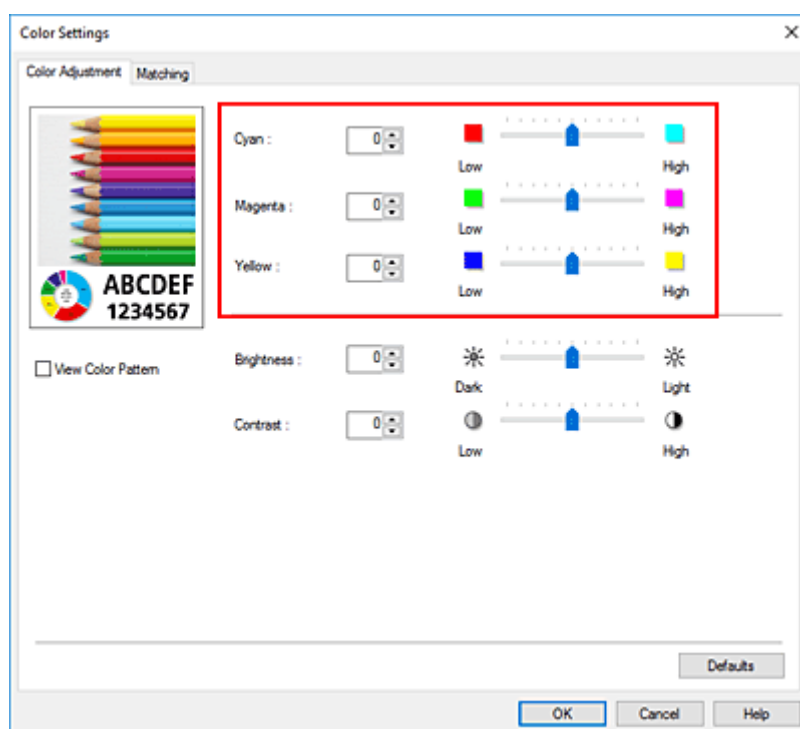 Color Settings
Color Adjustment Matching
Cyan : 0
Low High
Magenta : 0
Low High
Yellow : 0
Low High
ABCDEF
1234567
View Color Pattern
Brightness : 0
Dark Light
Contrast : 0
Low High
Defaults
OK Cancel Help